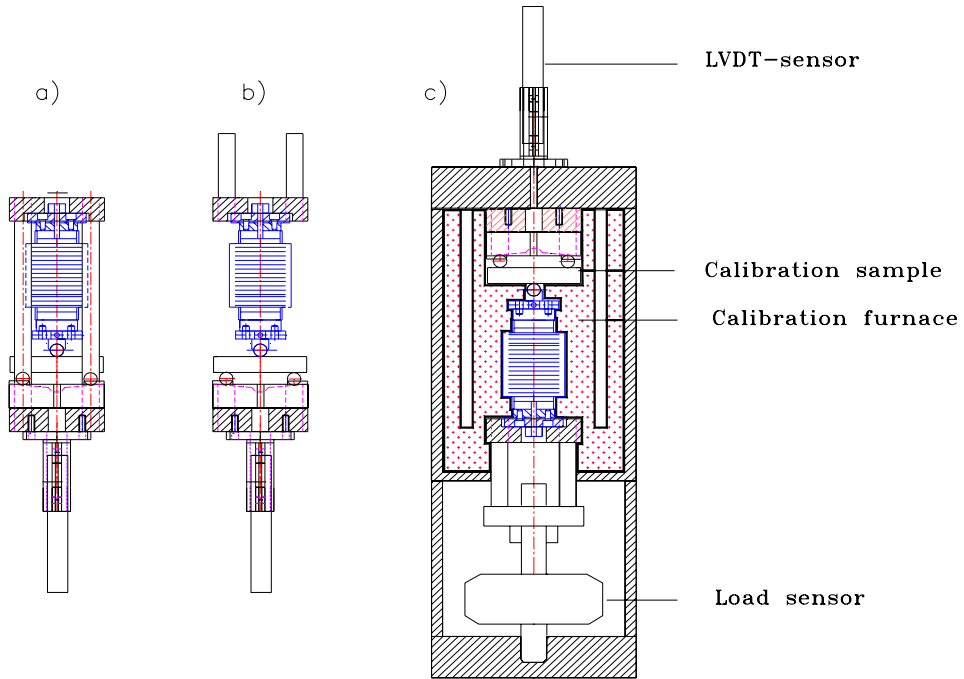 a)
b)
c)
LVDT-sensor
Calibration sample
Calibration furnace
Load sensor